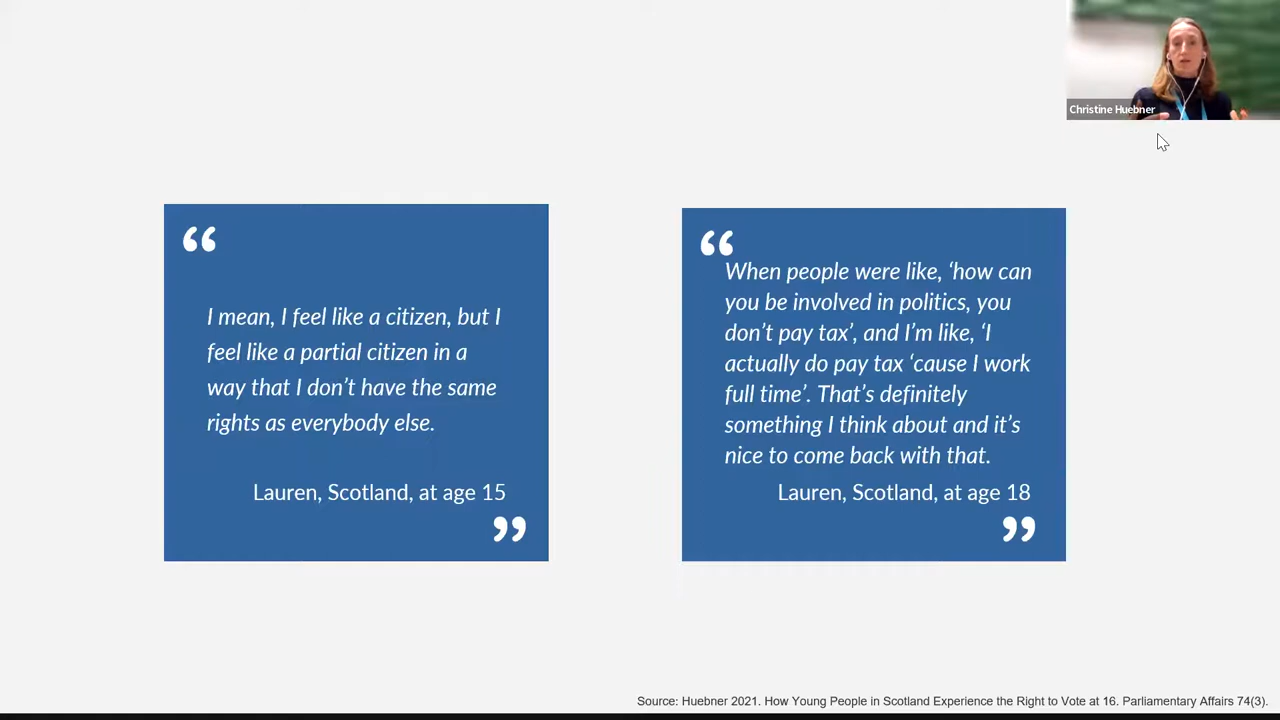 Christine Huebner
“
I mean, I feel like a citizen, but I
feel like a partial citizen in a
way that I don’t have the same
rights as everybody else.
Lauren, Scotland, at age 15
”
“
When people were like, ‘how can
you be involved in politics, you
don’t pay tax’, and I’m like, ‘I
actually do pay tax ‘cause I work
full time’. That’s definitely
something I think about and it’s
nice to come back with that.
Lauren, Scotland, at age 18
”
Source: Huebner 2021. How Young People in Scotland Experience the Right to Vote at 16. Parliamentary Affairs 74(3).